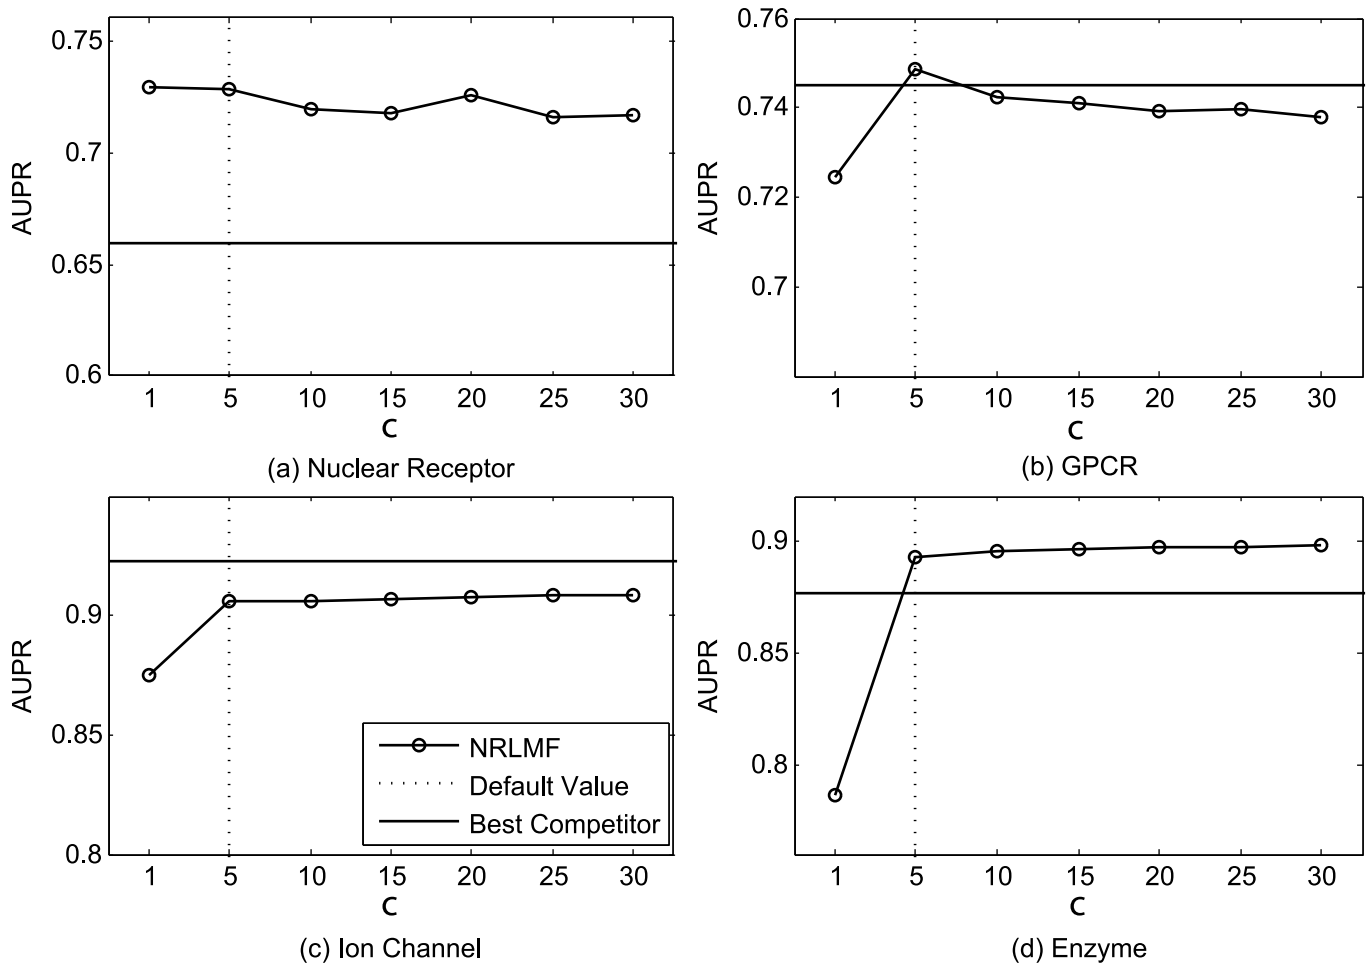 0.75
0.7
0.65
0.6
AUPR
1 5 10 15 20 25 30
c
(a) Nuclear Receptor
0.76
0.74
0.72
0.7
AUPR
1 5 10 15 20 25 30
c
(b) GPCR
0.9
0.85
0.8
AUPR
NRLMF
Default Value
Best Competitor
1 5 10 15 20 25 30
c
(c) Ion Channel
0.9
0.85
0.8
AUPR
1 5 10 15 20 25 30
c
(d) Enzyme